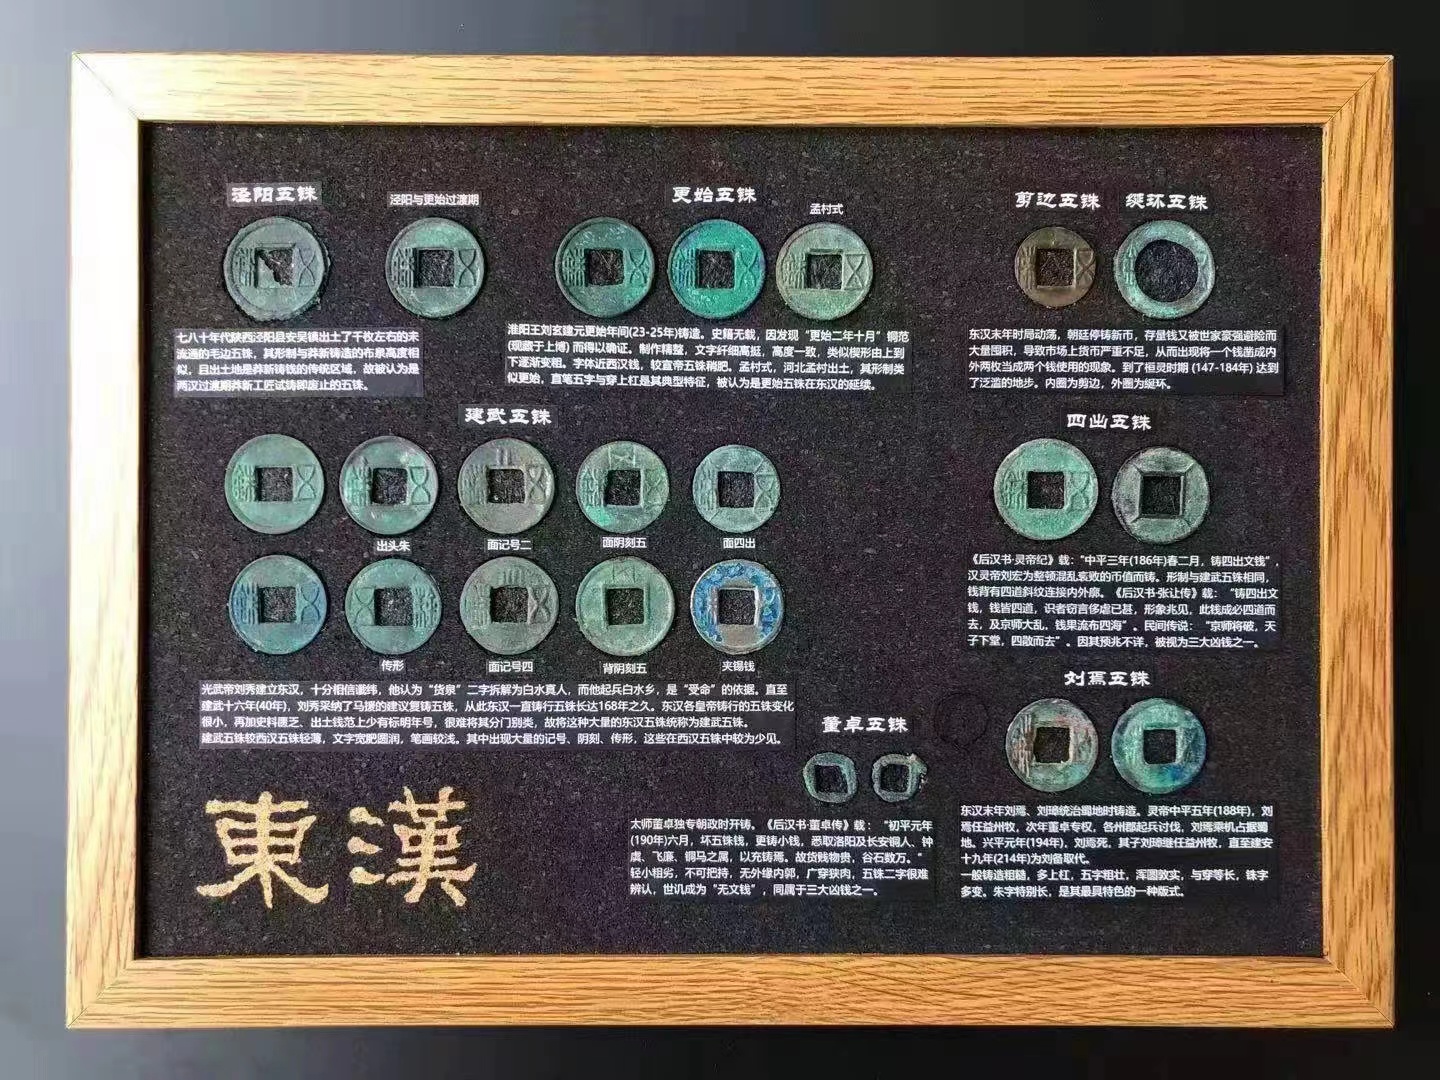 泾阳五铢
泾阳与更始过渡期
七八十年代陕西泾阳县安吴镇出土了千枚左右的未
流通的毛边五铢，其形制与莽新铸造的布泉高度相
似，且出土地是莽新铸钱的传统区域，故被认为是
两汉过渡期莽新工匠试铸即废止的五铢。
更始五铢
孟村式
淮阳王刘玄建元更始年间(23-25年)铸造。史籍无载，因发现“更始二年十月”铜范
(现藏于上博) 而得以确证。制作精整，文字纤细高挺，高度一致，类似楔形由上到
下逐渐变粗。字体近西汉钱，较宣帝五铢稍肥。孟村式，河北孟村出土，其形制类
似更始，直笔五字与穿上杠是其典型特征，被认为是更始五铢在东汉的延续。
剪边五铢
綖环五铢
东汉末年时局动荡，朝廷停铸新币，存量钱又被世家豪强避险而
大量囤积，导致市场上货币严重不足，从而出现将一个钱凿成内
外两枚当成两个钱使用的现象。到了桓灵时期 (147-184年) 达到
了泛滥的地步。内圈为剪边，外圈为綖环。
建武五铢
出头朱
面记号二
面阴刻五
面四出
传形
面记号四
背阴刻五
夹锡钱
光武帝刘秀建立东汉，十分相信谶纬，他认为“货泉”二字拆解为白水真人，而他起兵白水乡，是“受命”的依据。直至
建武十六年(40年)，刘秀采纳了马援的建议复铸五铢，从此东汉一直铸行五铢长达168年之久。东汉各皇帝铸行的五铢变化
很小，再加史料匮乏、出土钱范上少有标明年号，很难将其分门别类，故将这种大量的东汉五铢统称为建武五铢。
建武五铢较西汉五铢轻薄，文字宽肥圆润，笔画较浅。其中出现大量的记号、阴刻、传形，这些在西汉五铢中较为少见。
四出五铢
《后汉书·灵帝纪》载：“中平三年(186年)春二月，铸四出文钱”，
汉灵帝刘宏为整顿混乱衰败的币值而铸。形制与建武五铢相同，
钱背有四道斜纹连接内外廓。《后汉书·张让传》载：“铸四出文
钱，钱皆四道，识者窃言侈虐已甚，形象兆见，此钱成必四道而
去，及京师大乱，钱果流布四海”。民间传说：“京师将破，天
子下堂，四散而去”。因其预兆不详，被视为三大凶钱之一。
董卓五铢
太师董卓独专朝政时开铸。《后汉书·董卓传》载：“初平元年
(190年)六月，坏五铢钱，更铸小钱，悉取洛阳及长安铜人、钟
虡、飞廉、铜马之属，以充铸焉。故货贱物贵，谷石数万。”
轻小粗劣，不可把持，无外缘内郭，广穿狭肉，五铢二字很难
辨认，世讥成为“无文钱”，同属于三大凶钱之一。
刘焉五铢
东汉末年刘焉、刘璋统治蜀地时铸造。灵帝中平五年(188年)，刘
焉任益州牧，次年董卓专权，各州郡起兵讨伐，刘焉乘机占据蜀
地。兴平元年(194年)，刘焉死，其子刘璋继任益州牧，直至建安
十九年(214年)为刘备取代。
一般铸造粗糙，多上杠，五字粗壮，浑圆敦实，与穿等长，铢字
多变。朱字特别长，是其最具特色的一种版式。
東漢